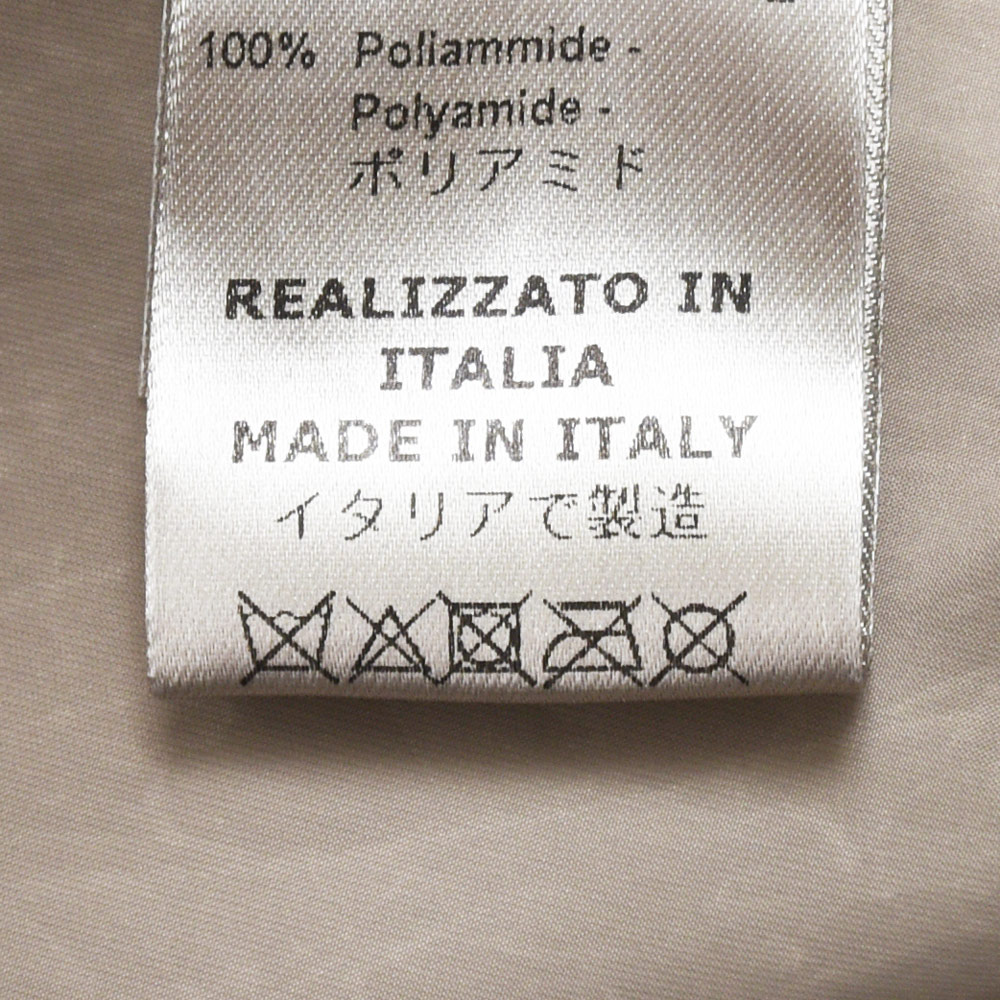 100% Poliammide -
Polyamide -
ポリアミド
REALIZZATO IN
ITALIA
MADE IN ITALY
イタリアで製造